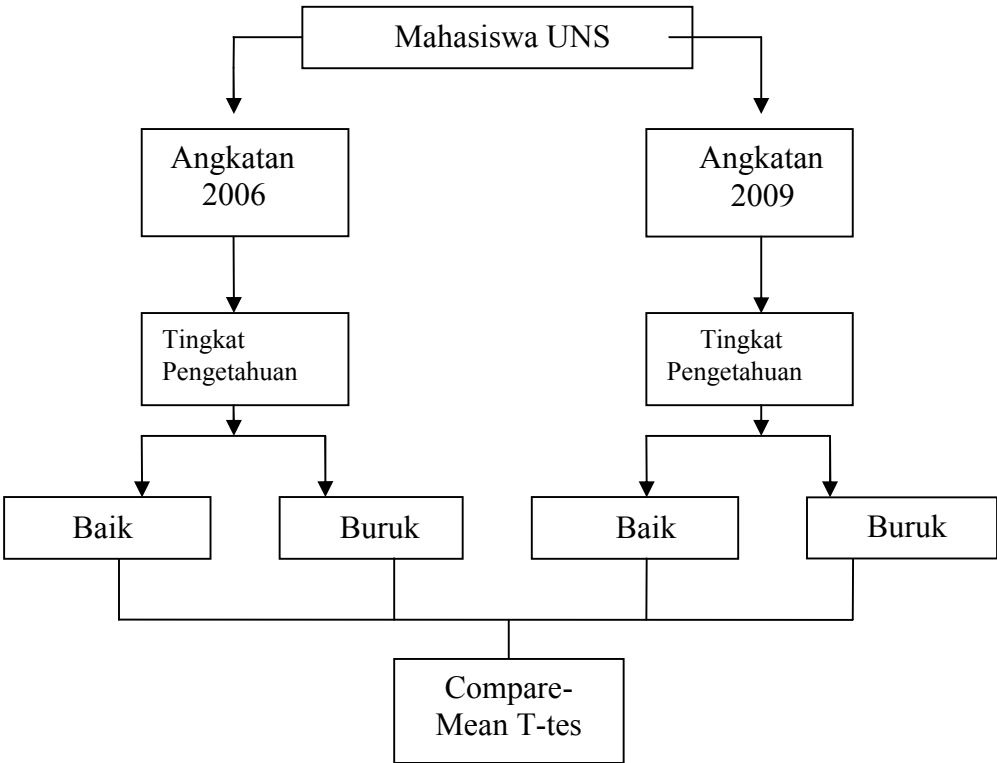 Mahasiswa UNS
Angkatan
2006
Angkatan
2009
Tingkat
Pengetahuan
Tingkat
Pengetahuan
Baik
Buruk
Baik
Buruk
Compare-
Mean T-tes